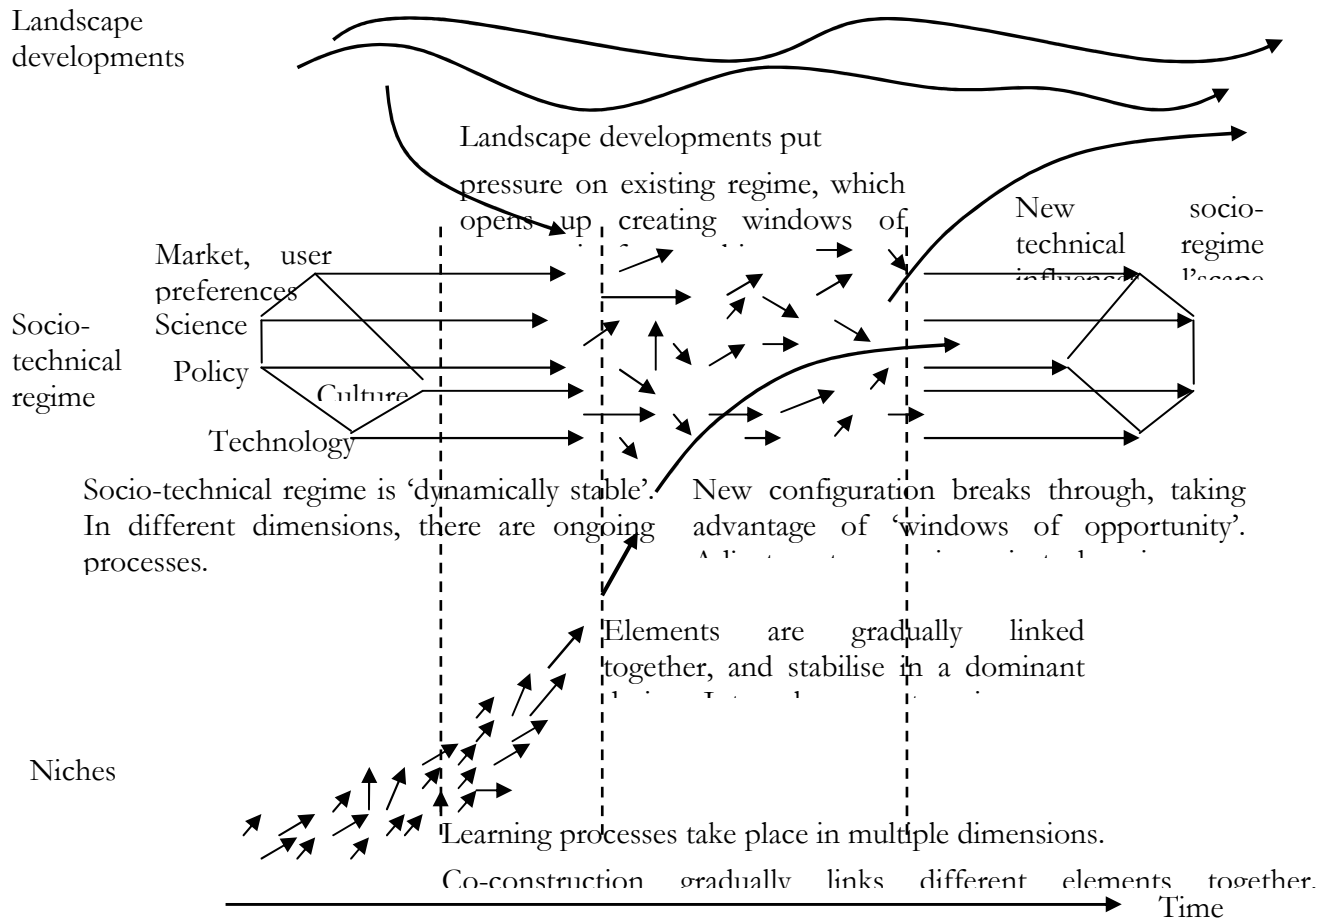 Landscape
developments
Landscape developments put
pressure on existing regime, which
opens up creating windows of
New socio-
technical regime
influences l'scape
Market, user
preferences
Socio-
technical
regime
Science
Policy
Culture
Technology
Socio-technical regime is ‘dynamically stable’.
In different dimensions, there are ongoing
processes.
New configuration breaks through, taking
advantage of ‘windows of opportunity’.
Elements are gradually linked
together, and stabilise in a dominant
Niches
Learning processes take place in multiple dimensions.
Co-construction gradually links different elements together.
Time